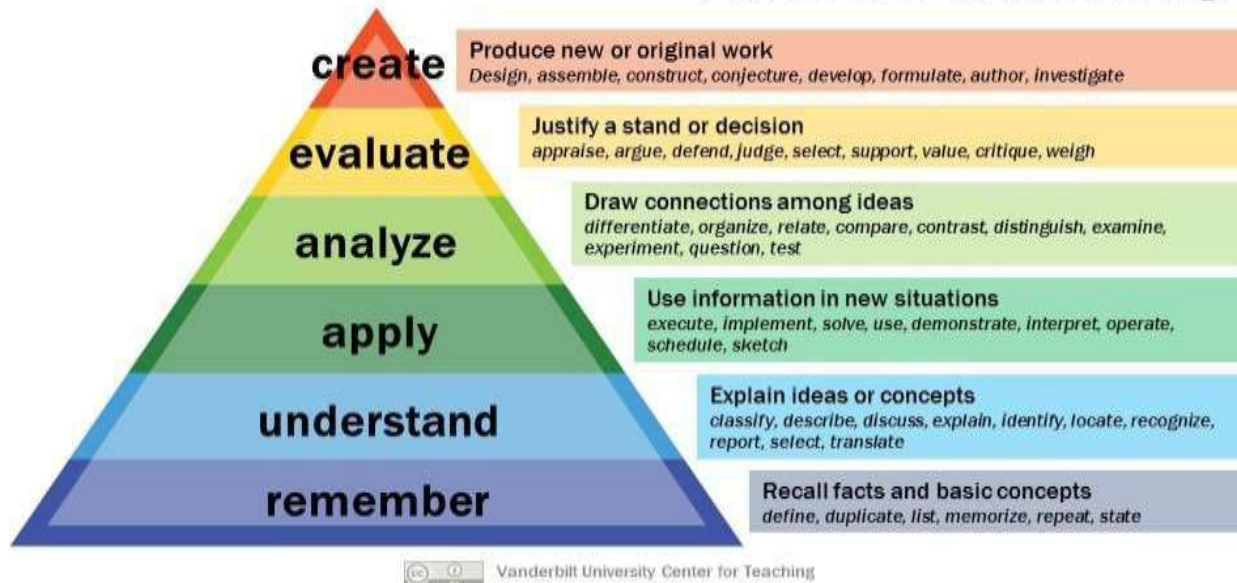 create
Produce new or original work
Design, assemble, construct, conjecture, develop, formulate, author, investigate
evaluate
Justify a stand or decision
appraise, argue, defend, judge, select, support, value, critique, weigh
analyze
Draw connections among ideas
differentiate, organize, relate, compare, contrast, distinguish, examine,
experiment, question, test
apply
Use information in new situations
execute, implement, solve, use, demonstrate, interpret, operate,
schedule, sketch
understand
Explain ideas or concepts
classify, describe, discuss, explain, identify, locate, recognize,
report, select, translate
remember
Recall facts and basic concepts
define, duplicate, list, memorize, repeat, state
cc
Vanderbilt University Center for Teaching